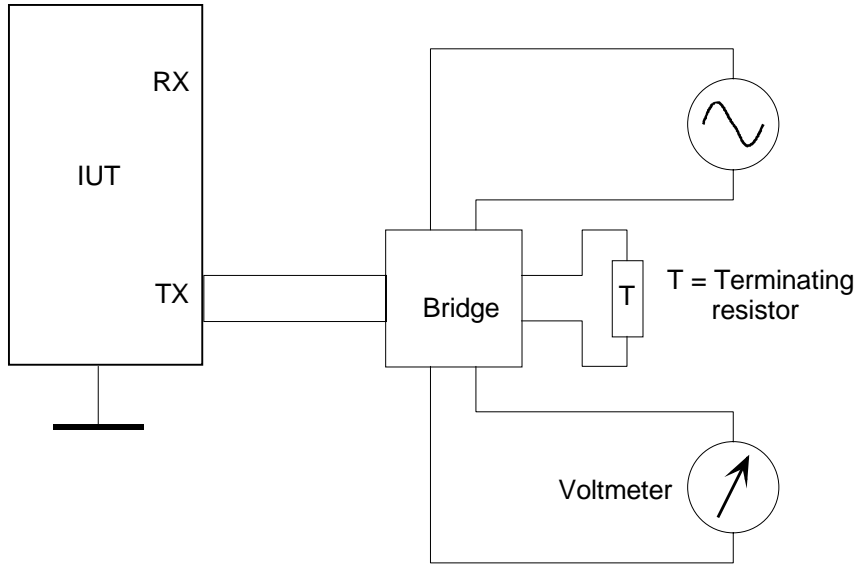 RX
IUT
TX
Bridge
T
T = Terminating
resistor
Voltmeter